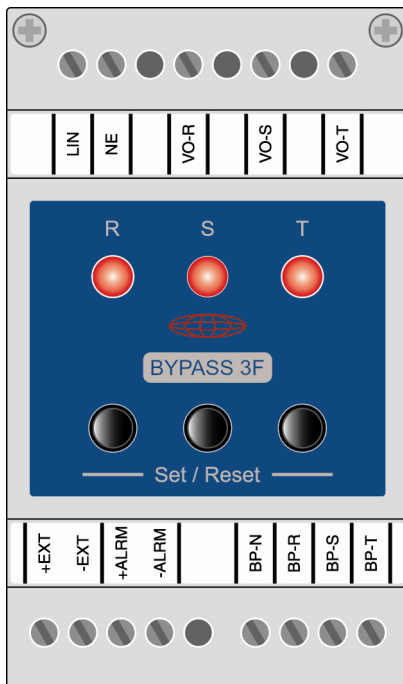 LIN NE VO-R VO-S VO-T
R S T
BYPASS 3F
Set / Reset
+EXT -EXT +ALRM -ALRM BP-N BP-R BP-S BP-T